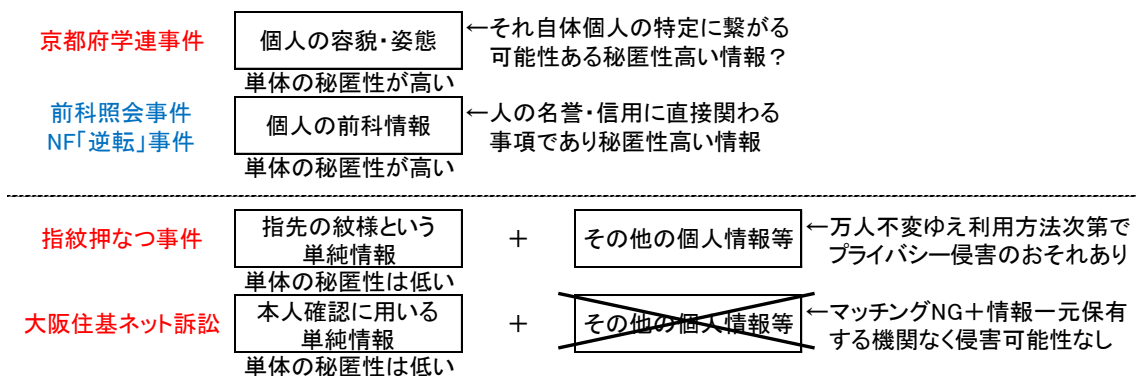 京都府学連事件
個人の容貌・姿態
単体の秘匿性が高い
←それ自体個人の特定に繋がる
可能性ある秘匿性高い情報？
前科照会事件
NF「逆転」事件
個人の前科情報
単体の秘匿性が高い
←人の名誉・信用に直接関わる
事項であり秘匿性高い情報
指紋押なつ事件
指先の紋様という
単純情報
単体の秘匿性は低い
＋
その他の個人情報等
←万人不変ゆえ利用方法次第で
プライバシー侵害のおそれあり
大阪住基ネット訴訟
本人確認に用いる
単純情報
単体の秘匿性は低い
＋
その他の個人情報等
←マッチングNG＋情報一元保有
する機関なく侵害可能性なし